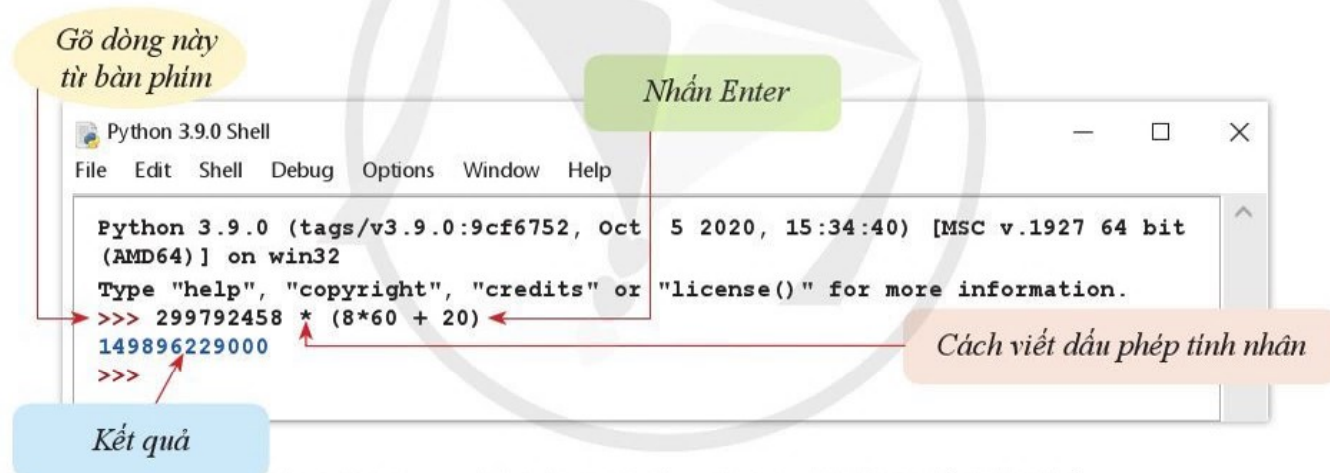 Gõ dòng này
từ bàn phím
Nhấn Enter
Python 3.9.0 Shell
File Edit Shell Debug Options Window Help
Python 3.9.0 (tags/v3.9.0:9cf6752, Oct 5 2020, 15:34:40) [MSC v.1927 64 bit
(AMD64)] on win32
Type "help", "copyright", "credits" or "license()" for more information.
>>> 299792458 * (8*60 + 20)
149896229000
>>>
Cách viết dấu phép tính nhân
Kết quả